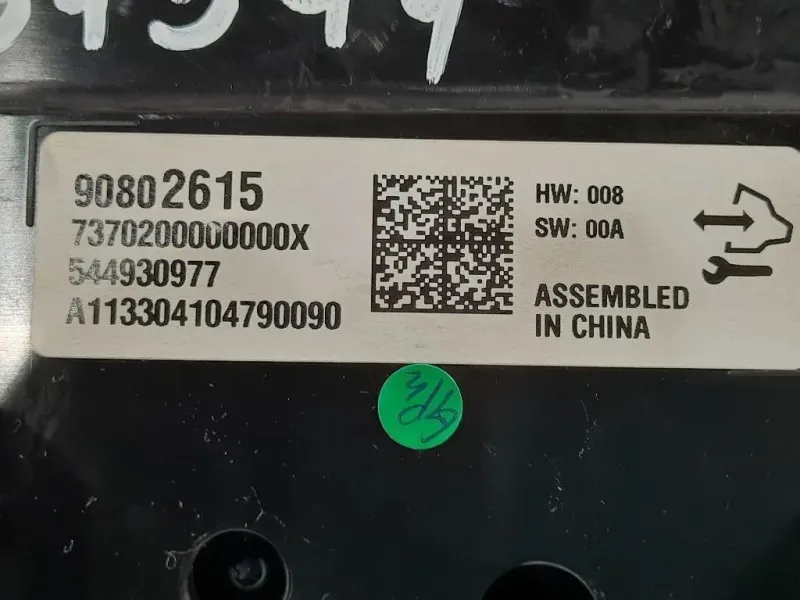 90802615
7370200000000X
544930977
A113304104790090
HW: 008
SW: 00A
ASSEMBLED
IN CHINA